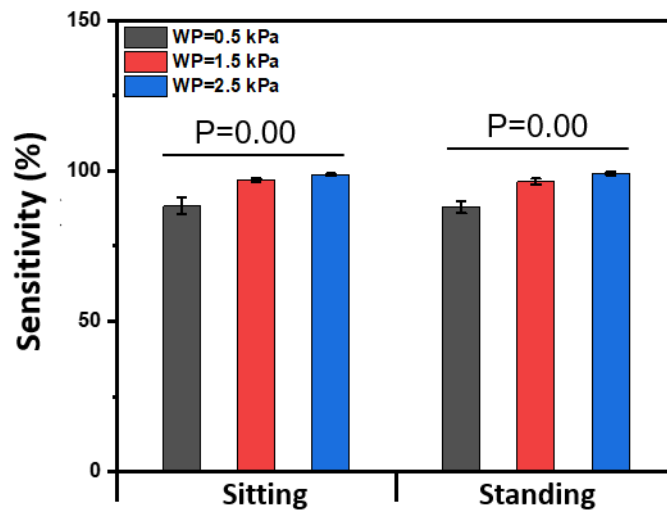 150
WP=0.5 kPa
WP=1.5 kPa
WP=2.5 kPa
P=0.00
P=0.00
100
Sensitivity (%)
50
0
Sitting
Standing